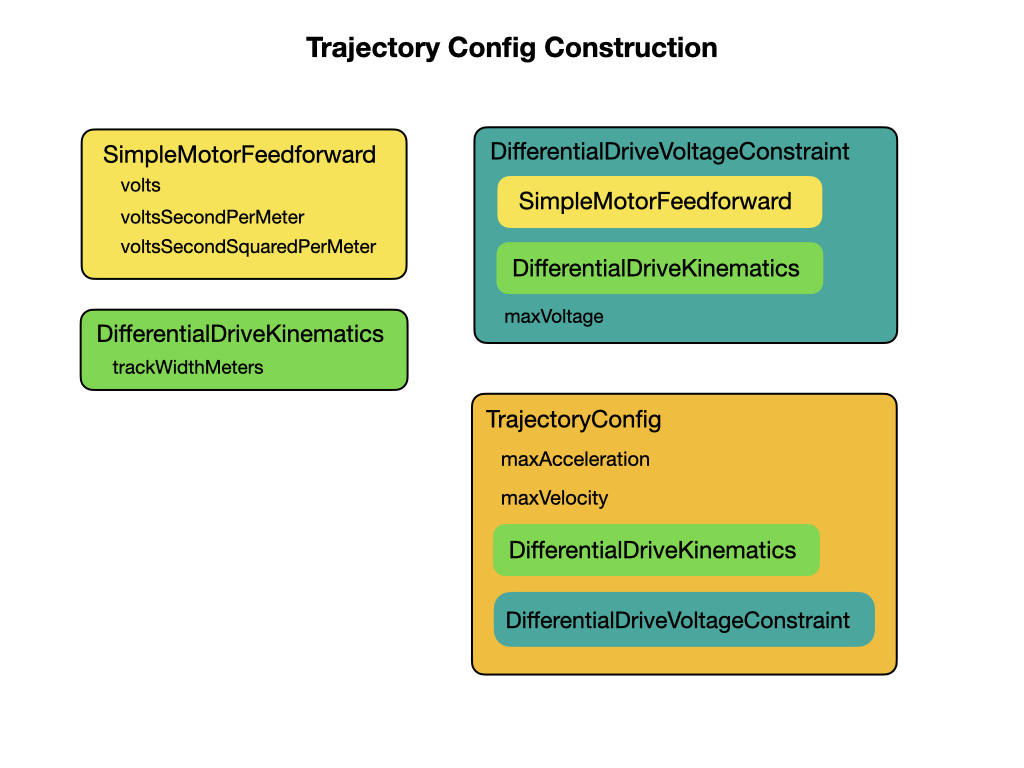 Trajectory Config Construction
SimpleMotorFeedforward
volts
voltsSecondPerMeter
voltsSecondSquaredPerMeter
DifferentialDriveKinematics
trackWidthMeters
DifferentialDriveVoltageConstraint
SimpleMotorFeedforward
DifferentialDriveKinematics
maxVoltage
TrajectoryConfig
maxAcceleration
maxVelocity
DifferentialDriveKinematics
DifferentialDriveVoltageConstraint